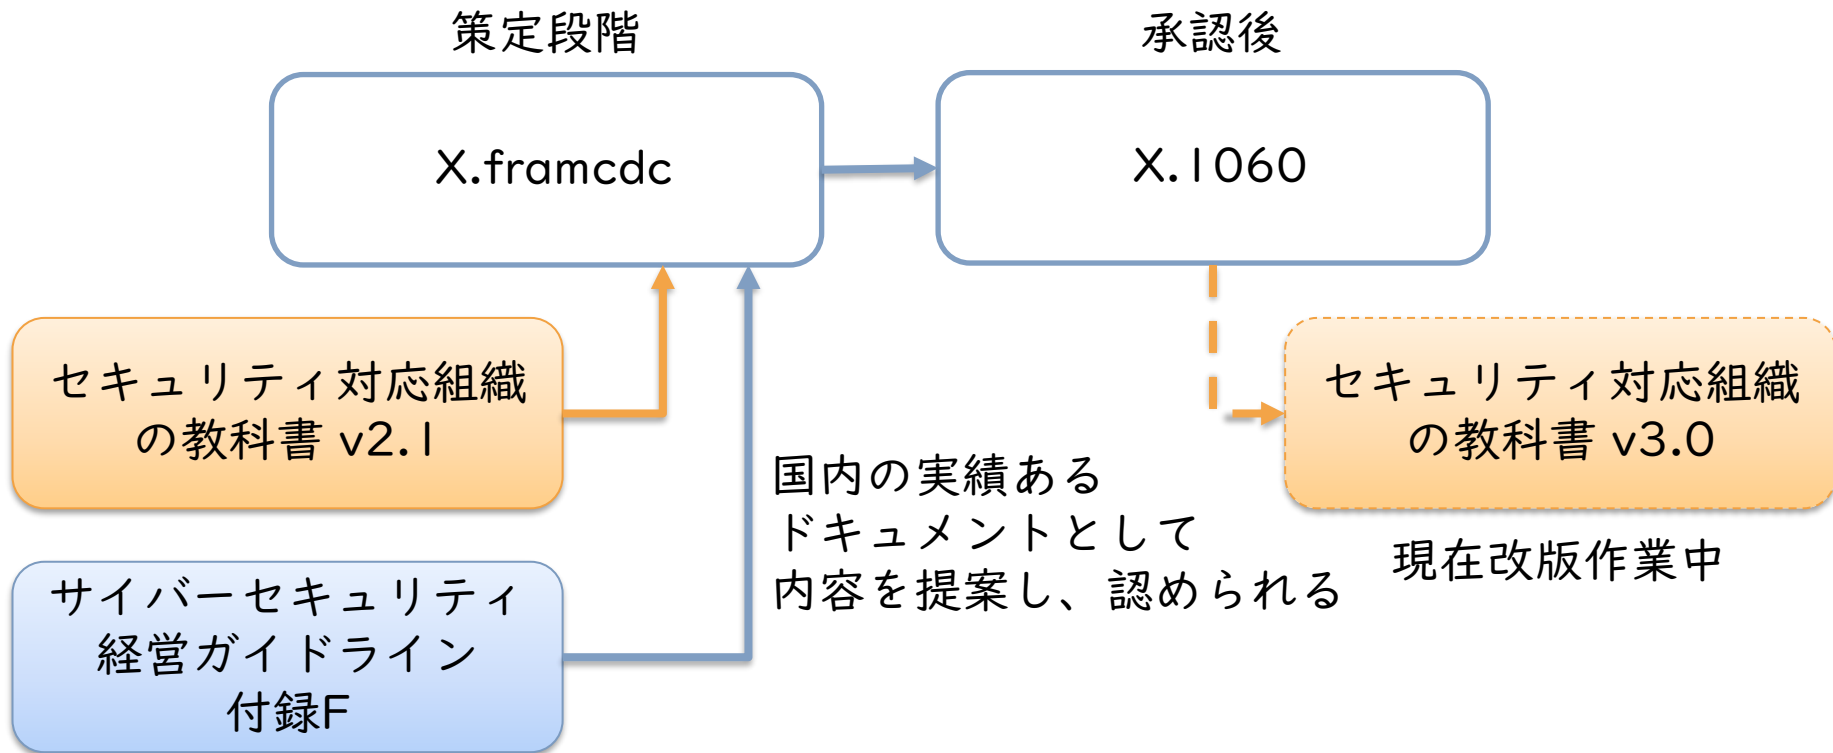 策定段階
承認後
X.framcdc
X.1060
セキュリティ対応組織
の教科書 v2.1
セキュリティ対応組織
の教科書 v3.0
国内の実績ある
ドキュメントとして
内容を提案し、認められる
現在改版作業中
サイバーセキュリティ
経営ガイドライン
付録F